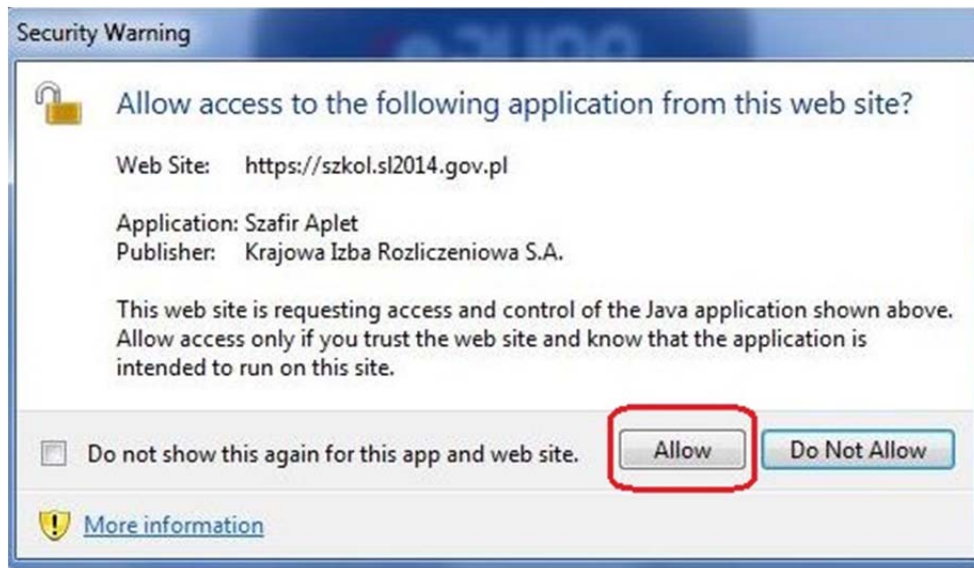 Security Warning
Allow access to the following application from this web site?
Web Site: https://szkol.sl2014.gov.pl
Application: Szafir Aplet
Publisher: Krajowa Izba Rozliczeniowa S.A.
This web site is requesting access and control of the Java application shown above.
Allow access only if you trust the web site and know that the application is
intended to run on this site.
Do not show this again for this app and web site. Allow Do Not Allow
More information